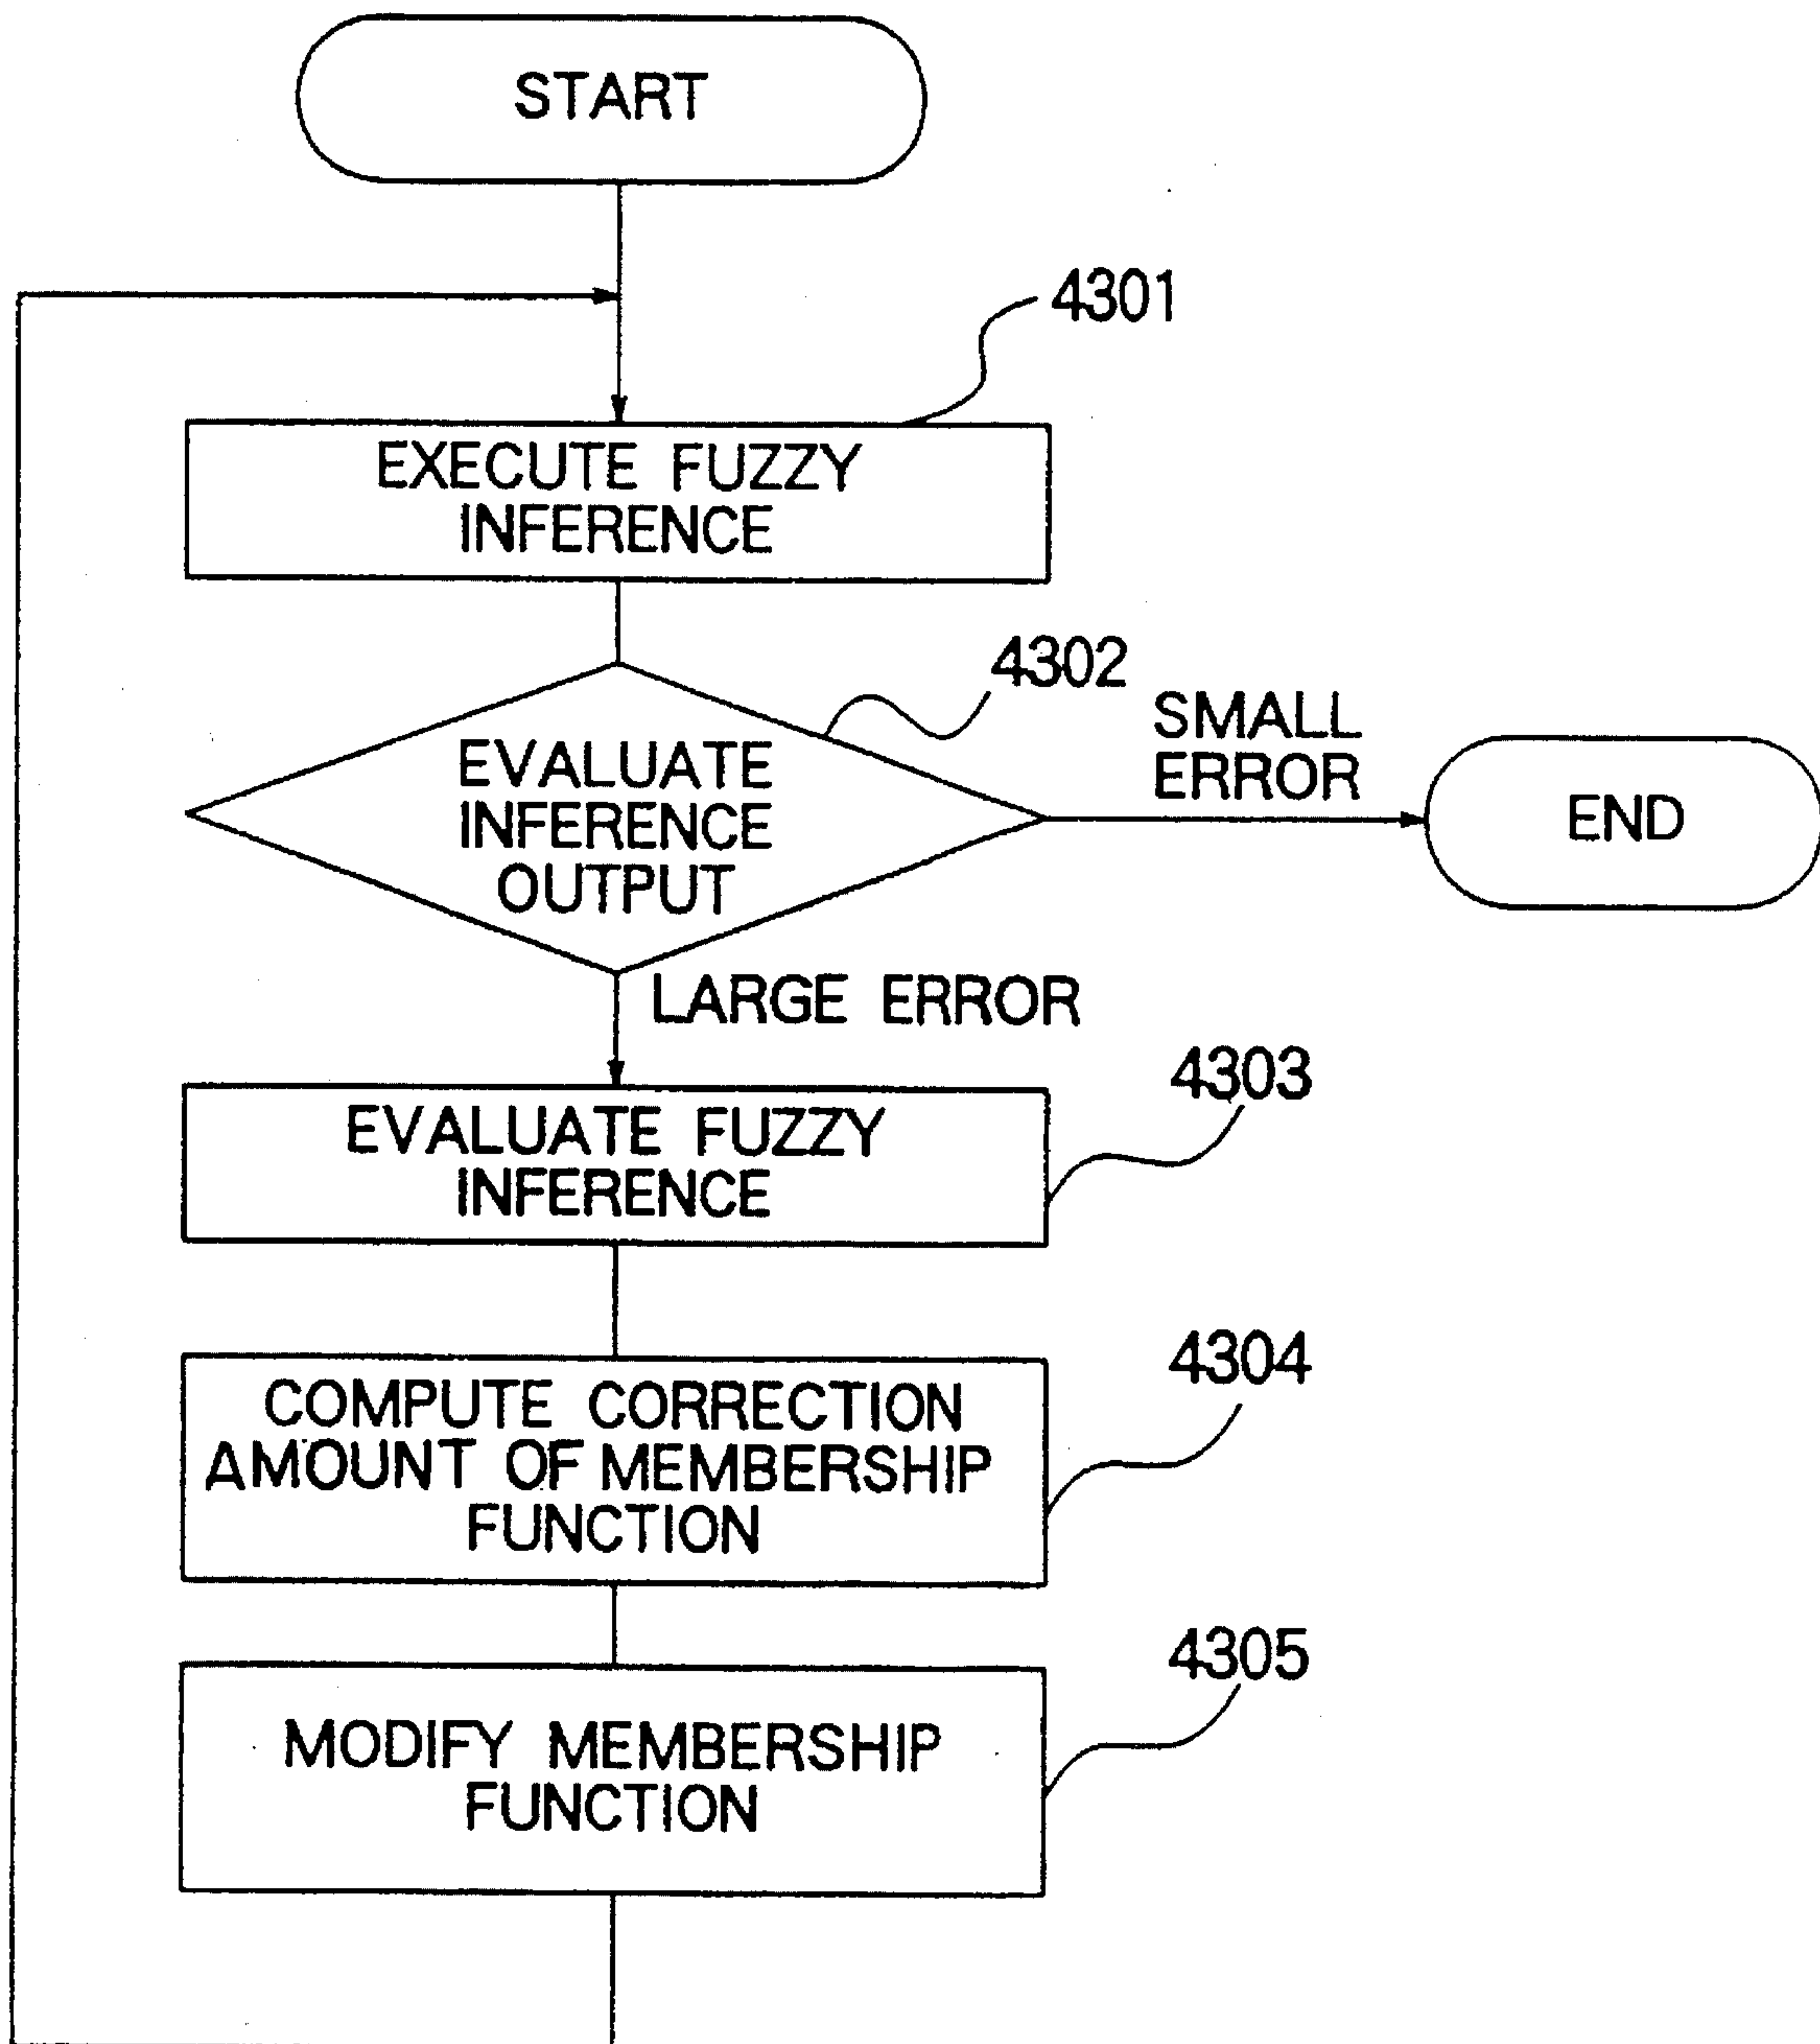 START
4301
EXECUTE FUZZY
INFERENCE
4302
SMALL
ERROR
EVALUATE
INFERENCE
OUTPUT
END
LARGE ERROR
4303
EVALUATE FUZZY
INFERENCE
4304
COMPUTE CORRECTION
AMOUNT OF MEMBERSHIP
FUNCTION
4305
MODIFY MEMBERSHIP
FUNCTION